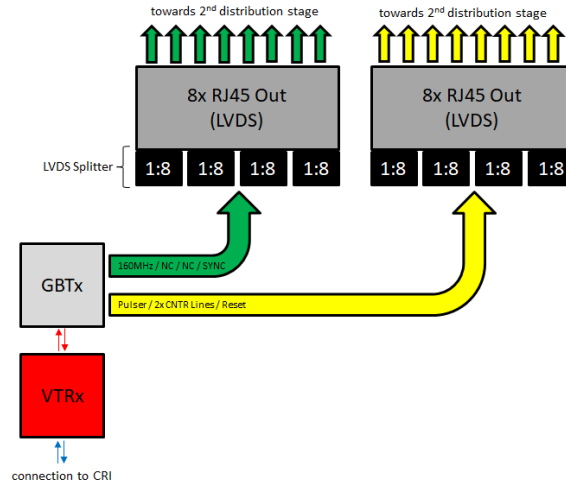 towards 2nd distribution stage
towards 2nd distribution stage
8x RJ45 Out
(LVDS)
8x RJ45 Out
(LVDS)
LVDS Splitter
1:8 1:8 1:8 1:8
1:8 1:8 1:8 1:8
160MHz / NC / NC / SYNC
GBTx
Pulser / 2x CNTR Lines / Reset
VTRx
connection to CRI